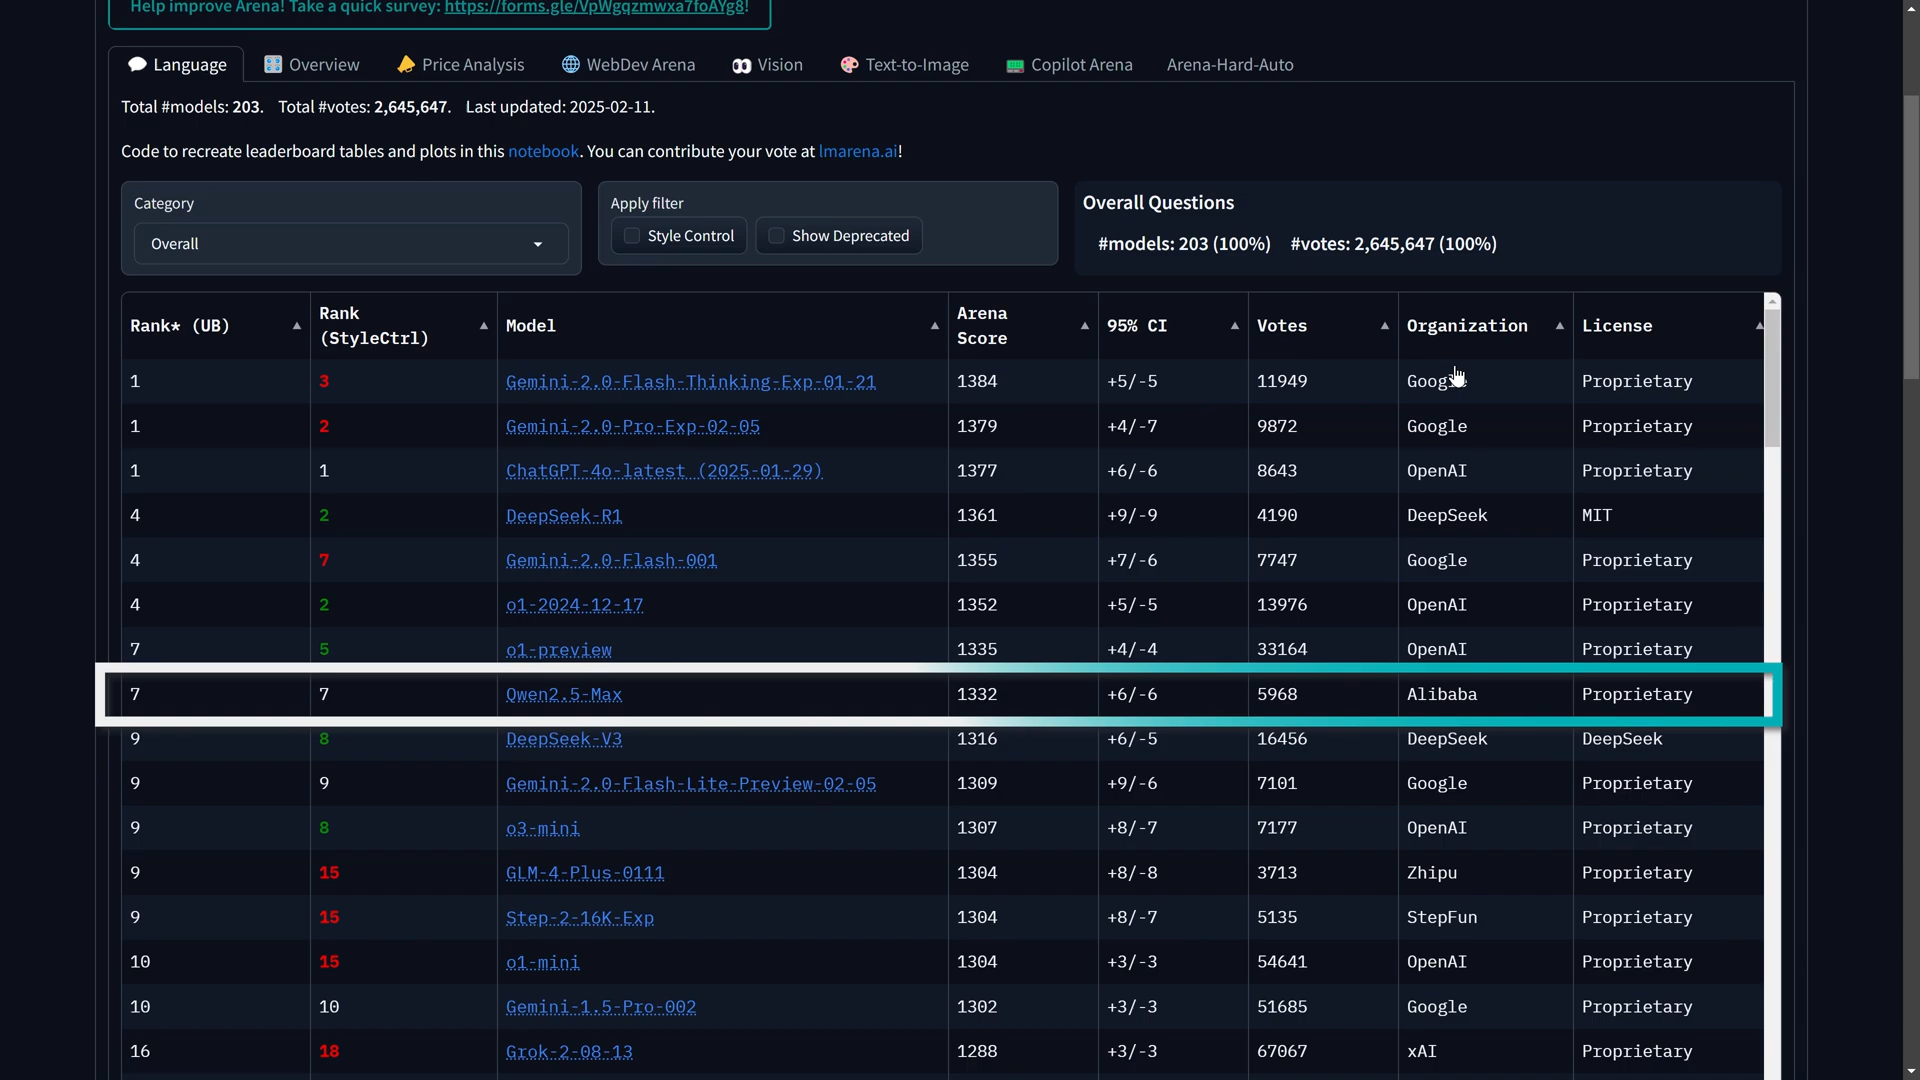 Help improve Arena! Take a quick survey: https://forms.gle/VpWgqzmwxa7foAYg8!
Language Overview Price Analysis WebDev Arena Vision Text-to-Image Copilot Arena Arena-Hard-Auto
Total #models: 203. Total #votes: 2,645,647. Last updated: 2025-02-11.
Code to recreate leaderboard tables and plots in this notebook. You can contribute your vote at lmarena.ai!
Category
Overall
Apply filter
Style Control Show Deprecated
Overall Questions
#models: 203 (100%) #votes: 2,645,647 (100%)
Rank* (UB) Rank (StyleCtrl) Model Arena Score 95% CI Votes Organization License
1 3 Gemini-2.0-Flash-Thinking-Exp-01-21 1384 +5/-5 11949 Google Proprietary
1 2 Gemini-2.0-Pro-Exp-02-05 1379 +4/-7 9872 Google Proprietary
1 1 ChatGPT-4o-latest (2025-01-29) 1377 +6/-6 8643 OpenAI Proprietary
4 2 DeepSeek-R1 1361 +9/-9 4190 DeepSeek MIT
4 7 Gemini-2.0-Flash-001 1355 +7/-6 7747 Google Proprietary
4 2 o1-2024-12-17 1352 +5/-5 13976 OpenAI Proprietary
7 5 o1-preview 1335 +4/-4 33164 OpenAI Proprietary
7 7 Qwen2.5-Max 1332 +6/-6 5968 Alibaba Proprietary
9 8 DeepSeek-V3 1316 +6/-5 16456 DeepSeek DeepSeek
9 9 Gemini-2.0-Flash-Lite-Preview-02-05 1309 +9/-6 7101 Google Proprietary
9 8 o3-mini 1307 +8/-7 7177 OpenAI Proprietary
9 15 GLM-4-Plus-0111 1304 +8/-8 3713 Zhipu Proprietary
9 15 Step-2-16K-Exp 1304 +8/-7 5135 StepFun Proprietary
10 15 o1-mini 1304 +3/-3 54641 OpenAI Proprietary
10 10 Gemini-1.5-Pro-002 1302 +3/-3 51685 Google Proprietary
16 18 Grok-2-08-13 1288 +3/-3 67067 xAI Proprietary